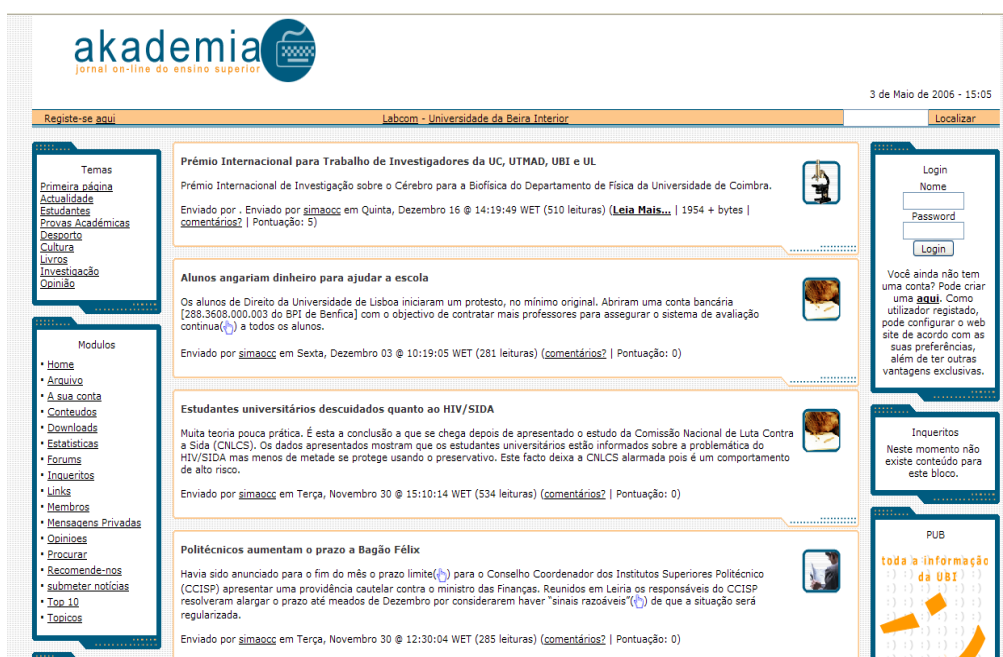 akademia
jornal on-line do ensino superior
3 de Maio de 2006 - 15:05
Registe-se aqui
Labcom - Universidade da Beira Interior
Localizar
Temas
Primeira página
Actualidade
Estudantes
Provas Académicas
Desporto
Cultura
Livros
Investigação
Opinião
Modulos
• Home
• Arquivo
• A sua conta
• Conteudos
• Downloads
• Estatisticas
• Forums
• Inqueritos
• Links
• Membros
• Mensagens Privadas
• Opinioes
• Procurar
• Recomende-nos
• submeter notícias
• Top 10
• Topicos
Prémio Internacional para Trabalho de Investigadores da UC, UTMAD, UBI e UL
Prémio Internacional de Investigação sobre o Cérebro para a Biofísica do Departamento de Física da Universidade de Coimbra.
Enviado por . Enviado por simaocc em Quinta, Dezembro 16 @ 14:19:49 WET (510 leituras) (Leia Mais... | 1954 + bytes |
comentários? | Pontuação: 5)
Alunos angariam dinheiro para ajudar a escola
Os alunos de Direito da Universidade de Lisboa iniciaram um protesto, no mínimo original. Abriram uma conta bancária
[288.3608.000.003 do BPI de Benfica] com o objectivo de contratar mais professores para assegurar o sistema de avaliação
continua() a todos os alunos.
Enviado por simaocc em Sexta, Dezembro 03 @ 10:19:05 WET (281 leituras) (comentários? | Pontuação: 0)
Estudantes universitários descuidados quanto ao HIV/SIDA
Muita teoria pouca prática. É esta a conclusão a que se chega depois de apresentado o estudo da Comissão Nacional de Luta Contra
a Sida (CNLCS). Os dados apresentados mostram que os estudantes universitários estão informados sobre a problemática do
HIV/SIDA mas menos de metade se protege usando o preservativo. Este facto deixa a CNLCS alarmada pois é um comportamento
de alto risco.
Enviado por simaocc em Terça, Novembro 30 @ 15:10:14 WET (534 leituras) (comentários? | Pontuação: 0)
Politécnicos aumentam o prazo a Bagão Félix
Havia sido anunciado para o fim do mês o prazo limite() para o Conselho Coordenador dos Institutos Superiores Politécnico
(CCISP) apresentar uma providência cautelar contra o ministro das Finanças. Reunidos em Leiria os responsáveis do CCISP
resolveram alargar o prazo até meados de Dezembro por considerarem haver "sinais razoáveis"() de que a situação será
regularizada.
Enviado por simaocc em Terça, Novembro 30 @ 12:30:04 WET (285 leituras) (comentários? | Pontuação: 0)
Login
Nome
Password
Login
Você ainda não tem
uma conta? Pode criar
uma aqui. Como
utilizador registado,
pode configurar o web
site de acordo com as
suas preferências,
além de ter outras
vantagens exclusivas.
Inqueritos
Neste momento não
existe conteúdo para
este bloco.
PUB
toda a informação
da UBI